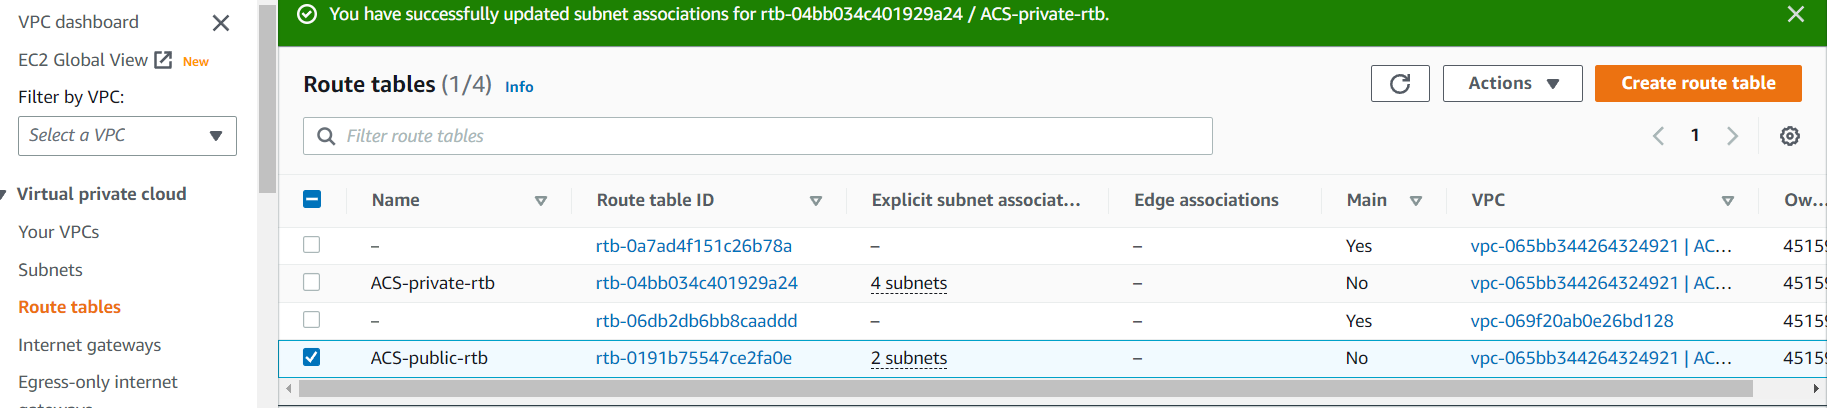 VPC dashboard
EC2 Global View New
Filter by VPC:
Select a VPC
Virtual private cloud
Your VPCs
Subnets
Route tables
Internet gateways
Egress-only internet
gateways
You have successfully updated subnet associations for rtb-04bb034c401929a24 / ACS-private-rtb.
Route tables (1/4) Info
Actions
Create route table
Filter route tables
1
Name Route table ID Explicit subnet associat... Edge associations Main VPC Ow...
– rtb-0a7ad4f151c26b78a – – Yes vpc-065bb344264324921 | AC... 4515
ACS-private-rtb rtb-04bb034c401929a24 4 subnets – No vpc-065bb344264324921 | AC... 4515
– rtb-06db2db6bb8caaddd – – Yes vpc-069f20ab0e26bd128 4515
ACS-public-rtb rtb-0191b75547ce2fa0e 2 subnets – No vpc-065bb344264324921 | AC... 4515